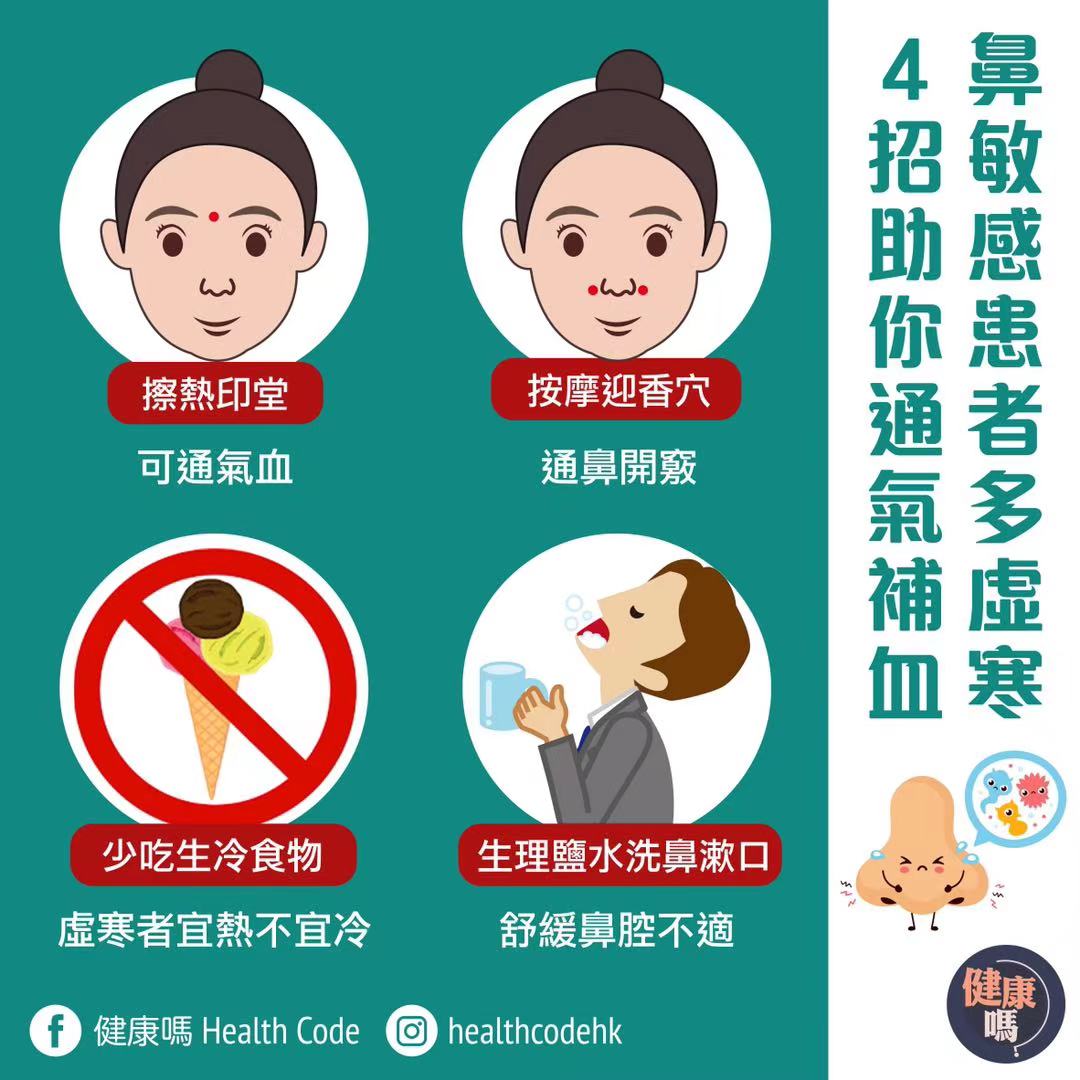 鼻敏感患者多虛寒
4招助你通氣補血
擦熱印堂
可通氣血
按摩迎香穴
通鼻開竅
少吃生冷食物
虛寒者宜熱不宜冷
生理鹽水洗鼻漱口
舒緩鼻腔不適
健康嗎 Health Code
healthcodehk
健康
嗎